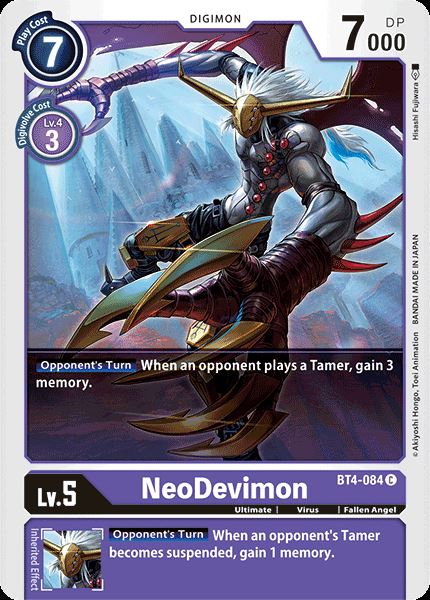 Play Cost
7
DIGIMON
7000
DP
Digivolve Cost
Lv.4
3
Hisashi Fujiwara
Opponent's Turn When an opponent plays a Tamer, gain 3
memory.
© Akiyoshi Hongo, Toei Animation BANDAI MADE IN JAPAN
Lv.5
NeoDevimon
BT4-084 C
Ultimate | Virus | Fallen Angel
Inherited Effect
Opponent's Turn When an opponent's Tamer
becomes suspended, gain 1 memory.